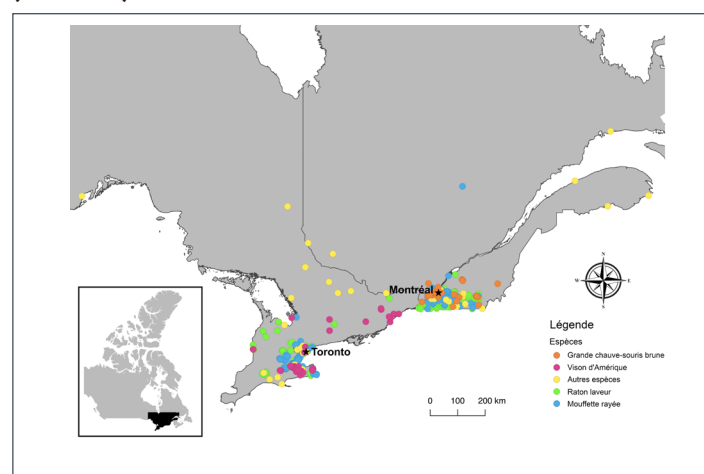 Montréal
Toronto
N
W
E
S
Légende
Espèces
Grande chauve-souris brune
Vison d'Amérique
Autres espèces
Raton laveur
Mouffette rayée
0 100 200 km